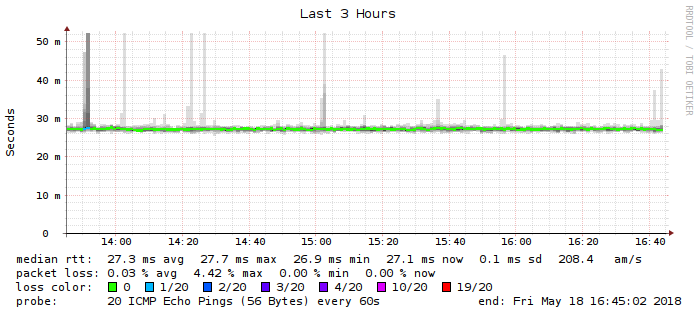 Last 3 Hours
RRDTOOL / TOBI OETIKER
Seconds
50 m
40 m
30 m
20 m
10 m
0
14:00 14:20 14:40 15:00 15:20 15:40 16:00 16:20 16:40
median rtt: 27.3 ms avg 27.7 ms max 26.9 ms min 27.1 ms now 0.1 ms sd 208.4 am/s
packet loss: 0.03 % avg 4.42 % max 0.00 % min 0.00 % now
loss color: 0 1/20 2/20 3/20 4/20 10/20 19/20
probe: 20 ICMP Echo Pings (56 Bytes) every 60s end: Fri May 18 16:45:02 2018